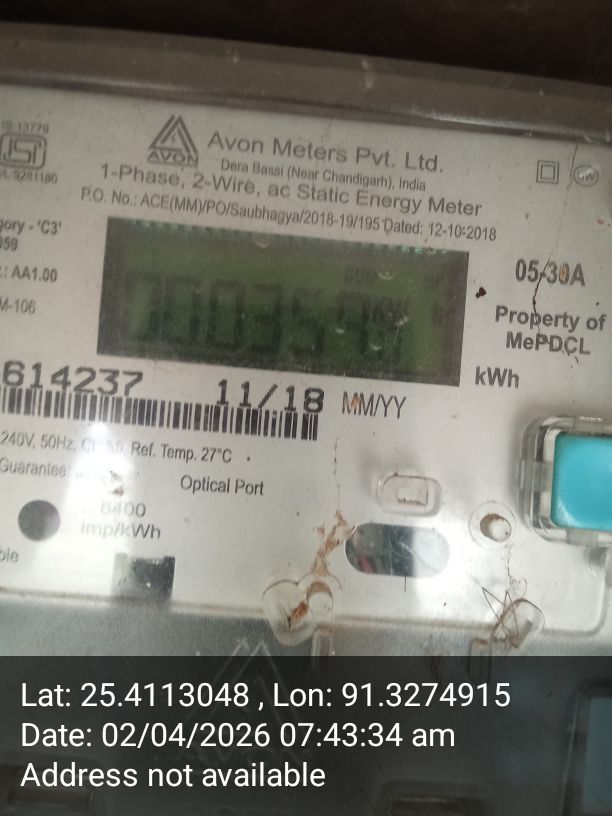 IS 13779
AVON
Avon Meters Pvt. Ltd.
Dera Bassi (Near Chandigarh), India
1-Phase, 2-Wire, ac Static Energy Meter
P.O. No.: ACE(MM)/PO/Saubhagya/2018-19/195 Dated: 12-10-2018
gory - 'C3'
AA1.00
M-106
05-30A
Property of
MePDCL
kWh
614237 11/18 MM/YY
240V, 50Hz, Ref. Temp. 27°C
Guarantee:
Optical Port
6400
imp/kWh
Lat: 25.4113048 , Lon: 91.3274915
Date: 02/04/2026 07:43:34 am
Address not available